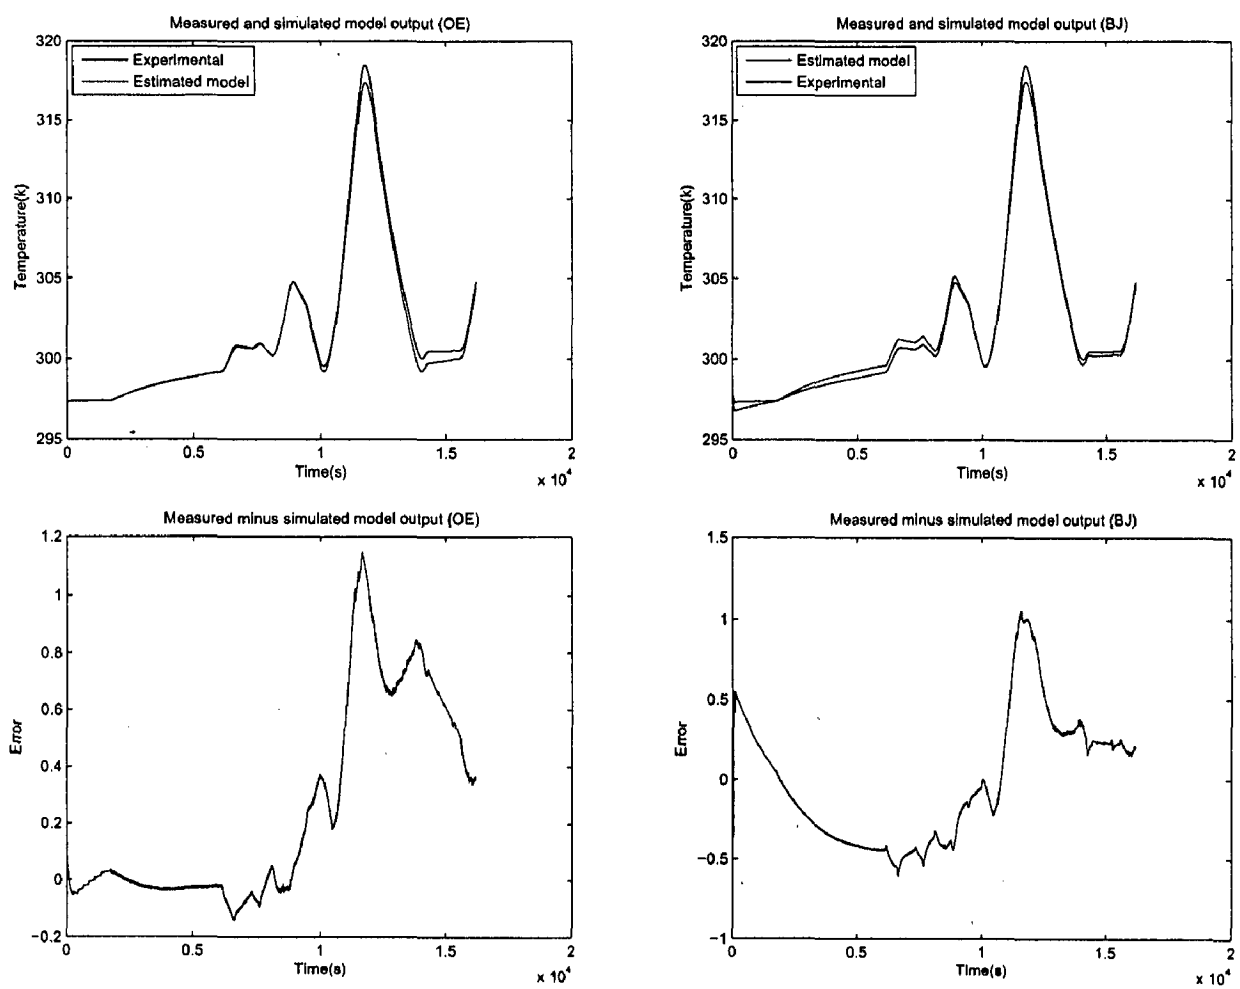 Measured and simulated model output (OE)
320
315
310
305
300
295
Temperature(k)
Experimental
Estimated model
0 0.5 1 1.5 2
Time(s)
x 10^4
Measured and simulated model output (BJ)
320
315
310
305
300
295
Temperature(k)
Estimated model
Experimental
0 0.5 1 1.5 2
Time(s)
x 10^4
Measured minus simulated model output (OE)
1.2
1
0.8
0.6
0.4
0.2
0
−0.2
Error
0 0.5 1 1.5 2
Time(s)
x 10^4
Measured minus simulated model output (BJ)
1.5
1
0.5
0
−0.5
−1
Error
0 0.5 1 1.5 2
Time(s)
x 10^4